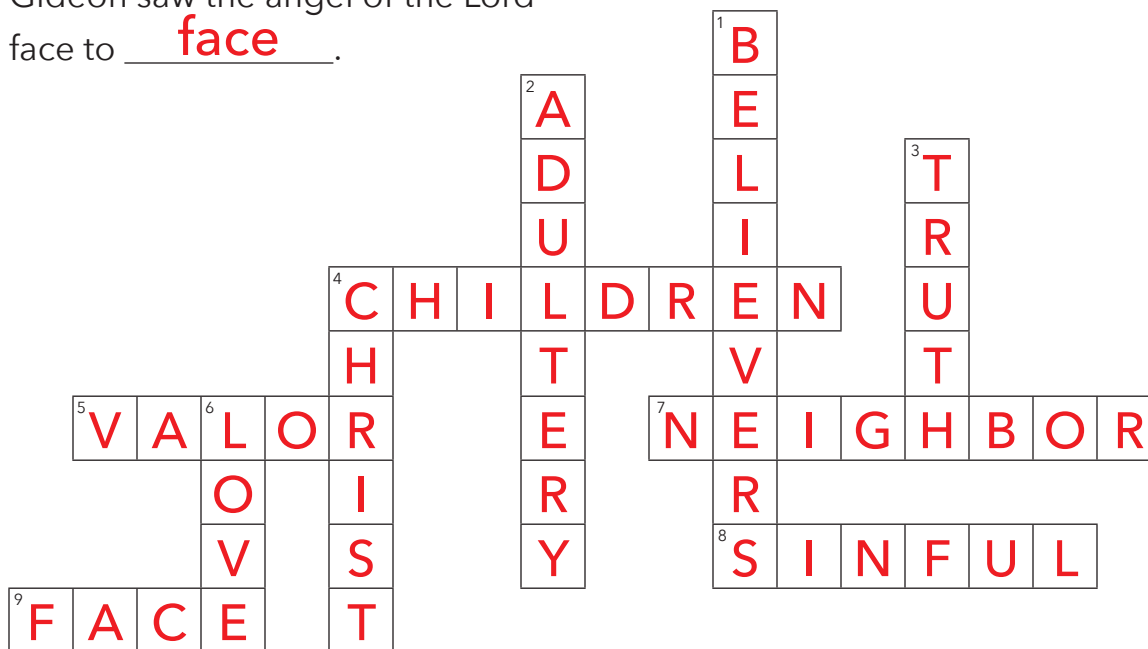 Gideon saw the angel of the Lord
face to face.
1 B
2 A E
D L 3 T
U I R
4 C H I L D R E N U
H T V T
5 V A 6 L O R E 7 N E I G H B O R
O I R R
V S Y 8 S I N F U L
9 F A C E T